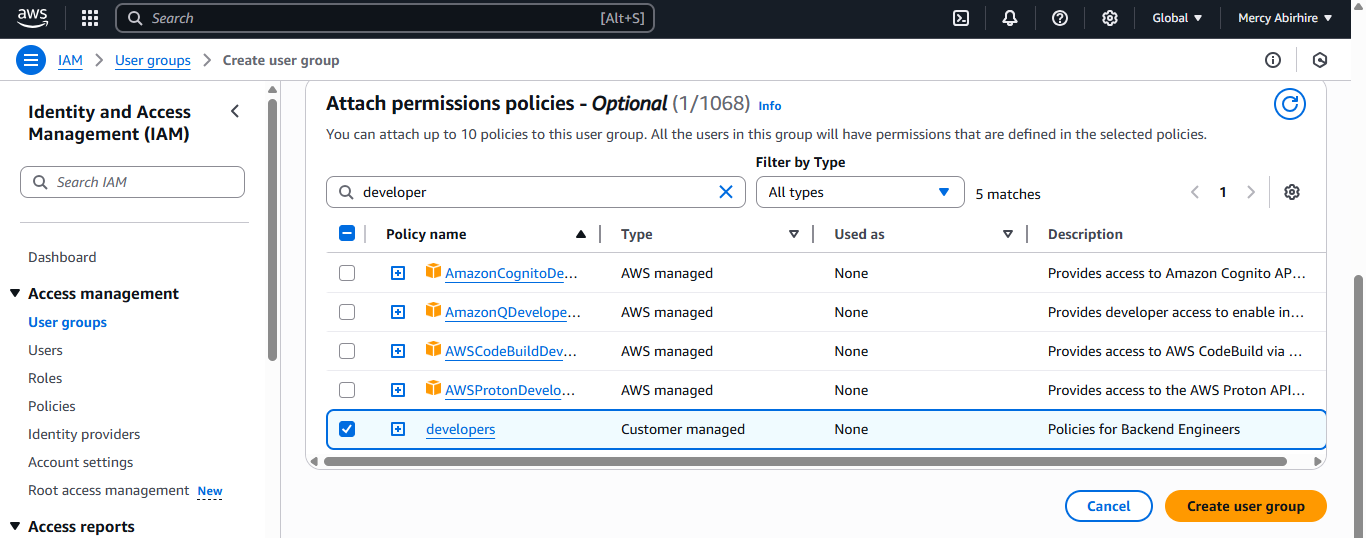 aws Search [Alt+S] Global Mercy Abirhire
IAM > User groups > Create user group
Identity and Access Management (IAM)
Search IAM
Dashboard
Access management
User groups
Users
Roles
Policies
Identity providers
Account settings
Root access management New
Access reports
Attach permissions policies - Optional (1/1068) Info
You can attach up to 10 policies to this user group. All the users in this group will have permissions that are defined in the selected policies.
Filter by Type
developer All types 5 matches 1
Policy name Type Used as Description
AmazonCognitoDe... AWS managed None Provides access to Amazon Cognito AP...
AmazonQDevelope... AWS managed None Provides developer access to enable in...
AWSCodeBuildDev... AWS managed None Provides access to AWS CodeBuild via ...
AWSProtonDevelo... AWS managed None Provides access to the AWS Proton API...
developers Customer managed None Policies for Backend Engineers
Cancel Create user group